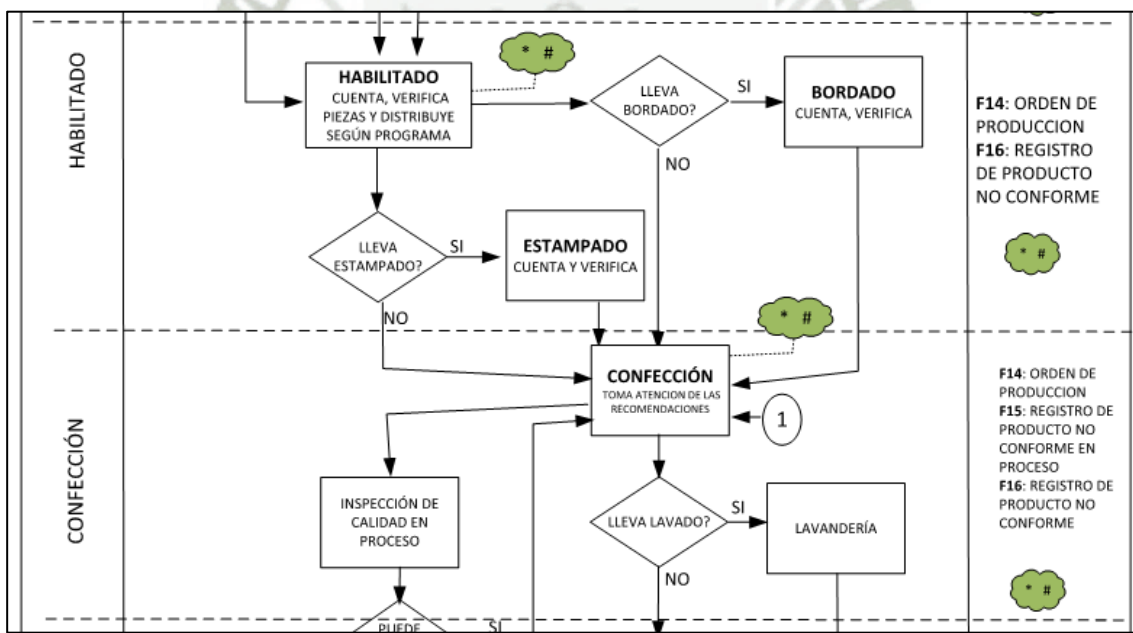 HABILITADO
HABILITADO
CUENTA, VERIFICA
PIEZAS Y DISTRIBUYE
SEGÚN PROGRAMA
* #
LLEVA
BORDADO?
SI
NO
BORDADO
CUENTA, VERIFICA
F14: ORDEN DE
PRODUCCION
F16: REGISTRO
DE PRODUCTO
NO CONFORME
* #
LLEVA
ESTAMPADO?
SI
NO
ESTAMPADO
CUENTA Y VERIFICA
* #
CONFECCIÓN
CONFECCIÓN
TOMA ATENCION DE LAS
RECOMENDACIONES
1
INSPECCIÓN DE
CALIDAD EN
PROCESO
LLEVA LAVADO?
SI
NO
LAVANDERÍA
F14: ORDEN DE
PRODUCCION
F15: REGISTRO DE
PRODUCTO NO
CONFORME EN
PROCESO
F16: REGISTRO DE
PRODUCTO NO
CONFORME
* #
PUEDE
SI